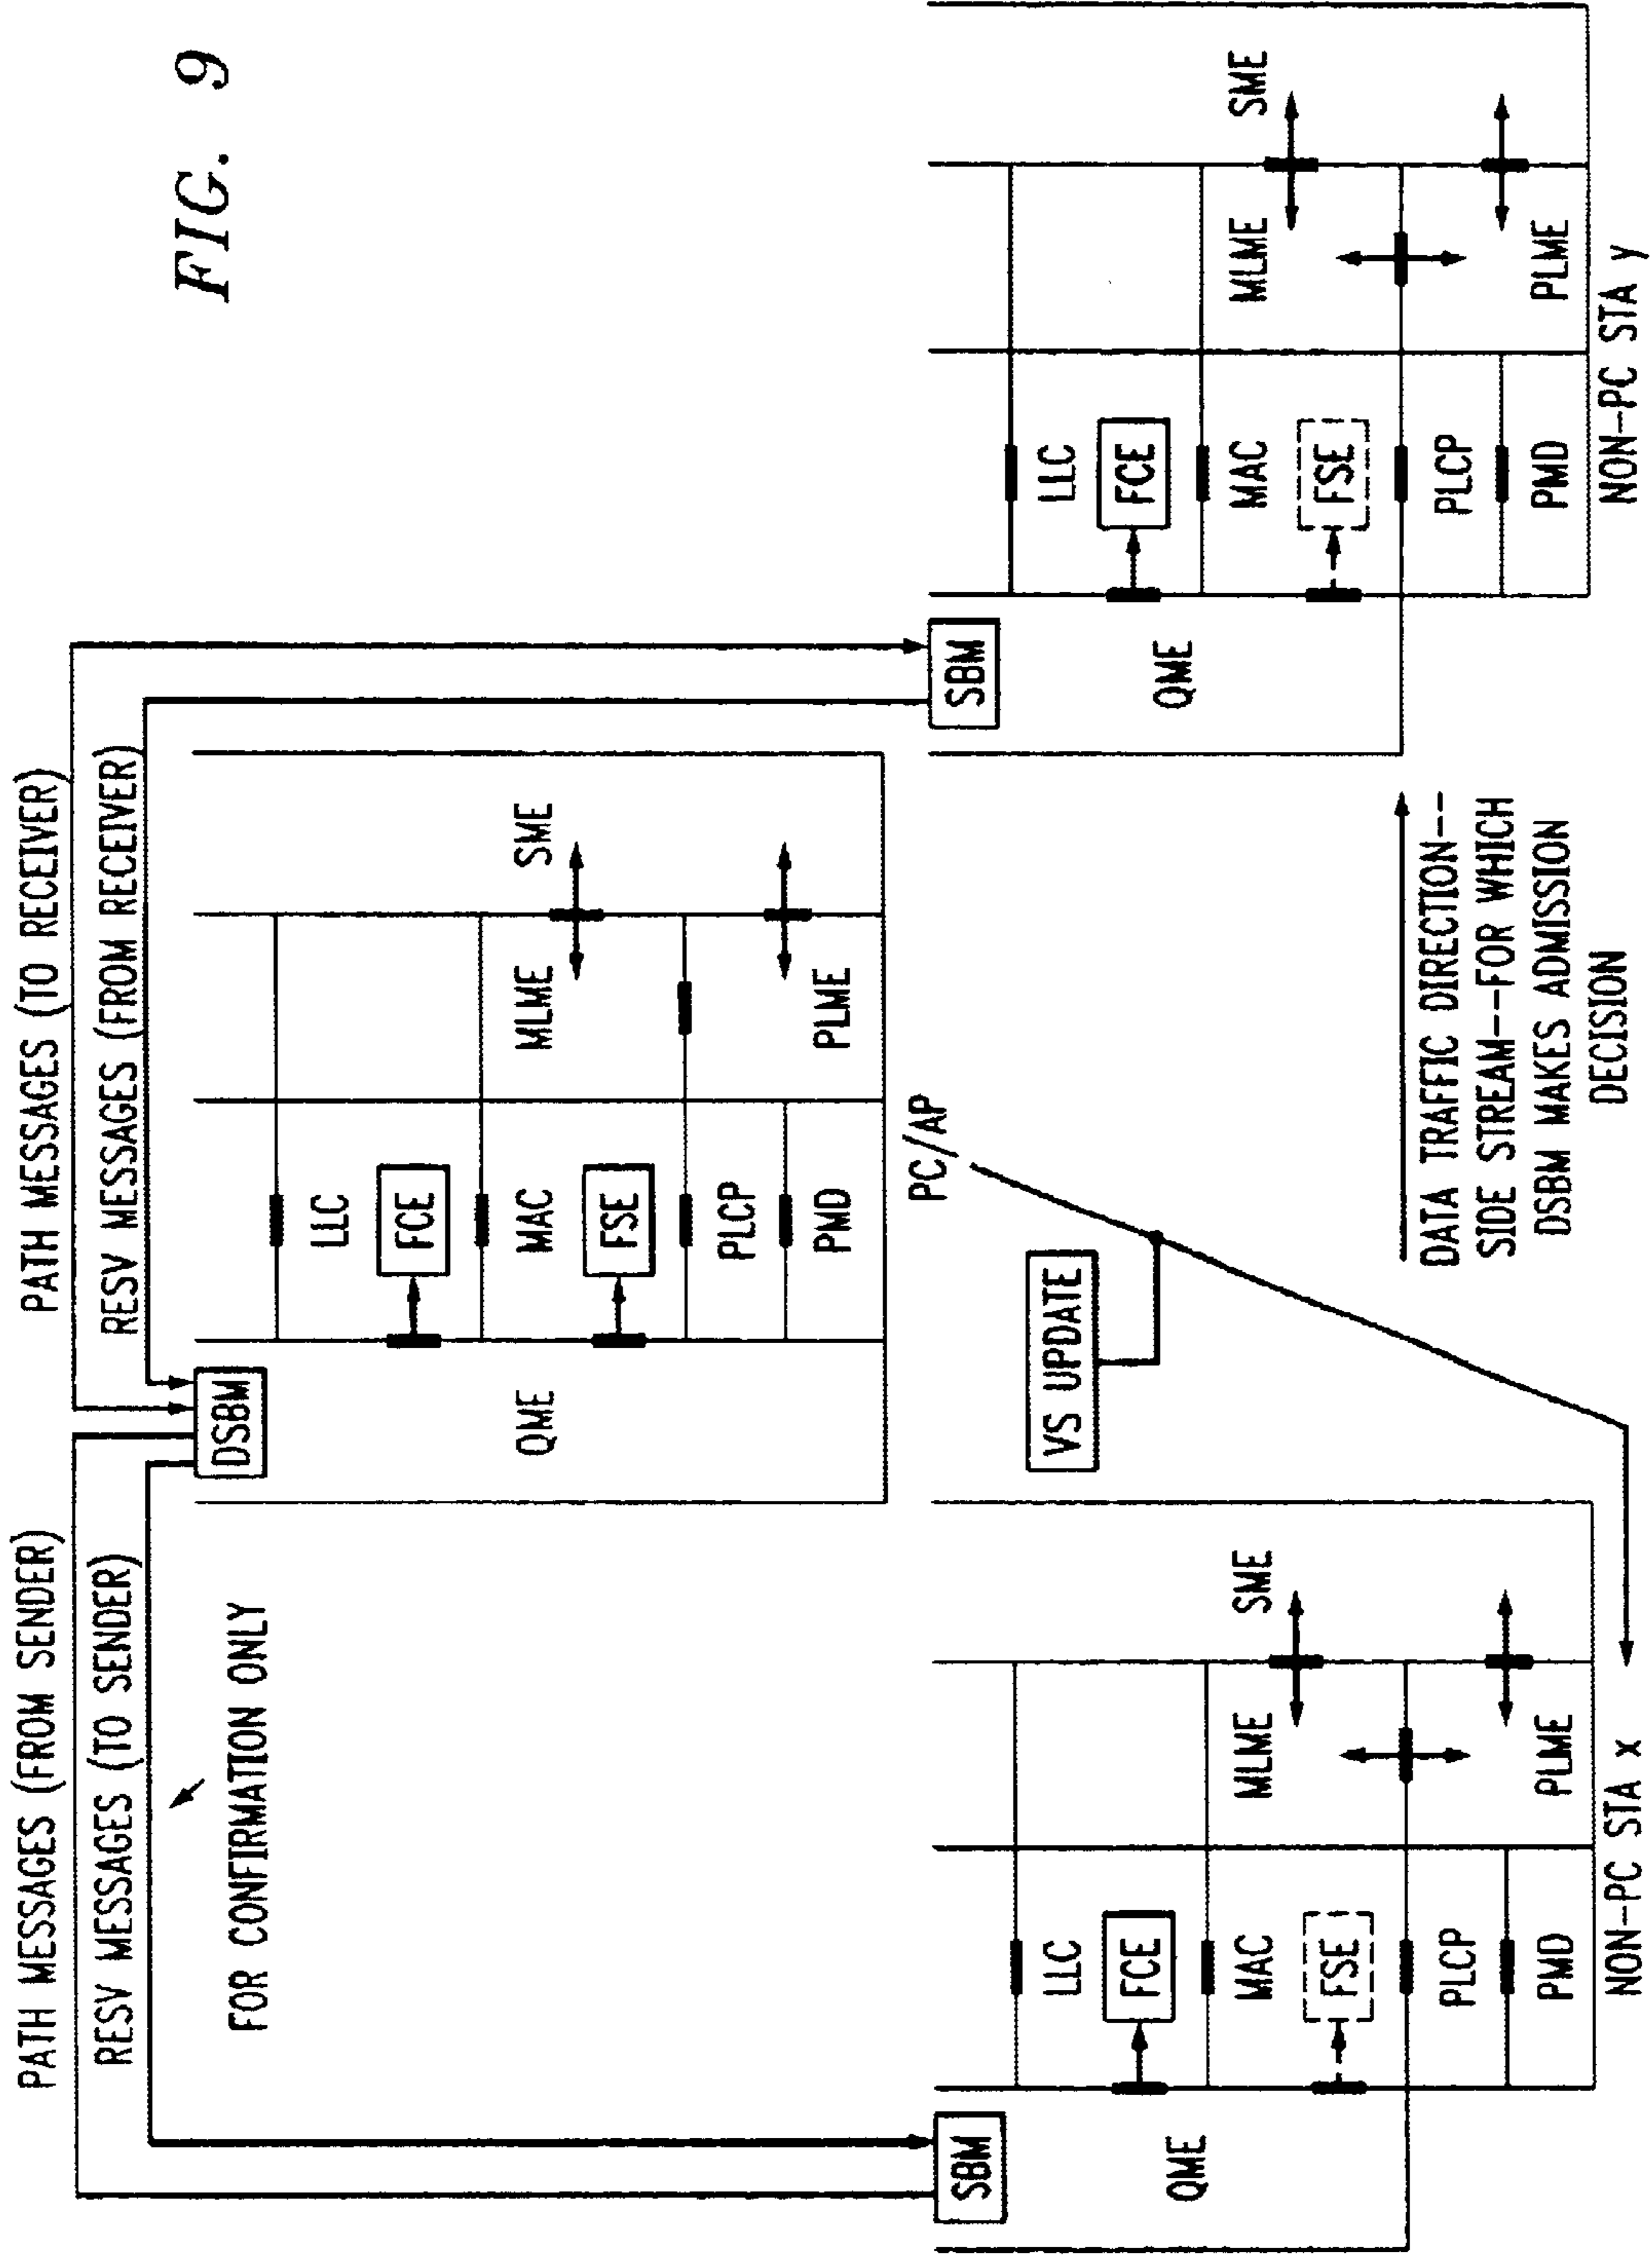 FIG. 9
PATH MESSAGES (FROM SENDER)
RESV MESSAGES (TO SENDER)
FOR CONFIRMATION ONLY
PATH MESSAGES (TO RECEIVER)
RESV MESSAGES (FROM RECEIVER)
DSBM
QME
LLC
FCE
MAC
FSE
PLCP
PMD
MLME
SME
PLME
PC/AP
VS UPDATE
SBM
QME
LLC
FCE
MAC
FSE
PLCP
PMD
MLME
SME
PLME
NON-PC STA x
DATA TRAFFIC DIRECTION--
SIDE STREAM--FOR WHICH
DSBM MAKES ADMISSION
DECISION
SBM
QME
LLC
FCE
MAC
FSE
PLCP
PMD
MLME
SME
PLME
NON-PC STA y